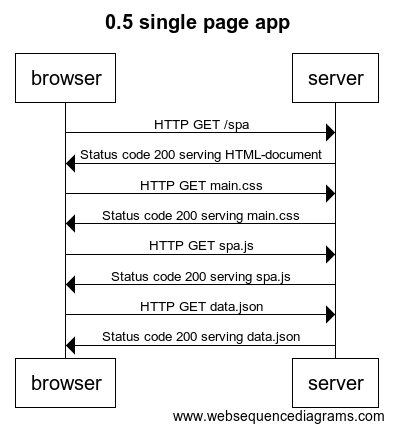 0.5 single page app
browser server
HTTP GET /spa
Status code 200 serving HTML-document
HTTP GET main.css
Status code 200 serving main.css
HTTP GET spa.js
Status code 200 serving spa.js
HTTP GET data.json
Status code 200 serving data.json
browser server
www.websequencediagrams.com